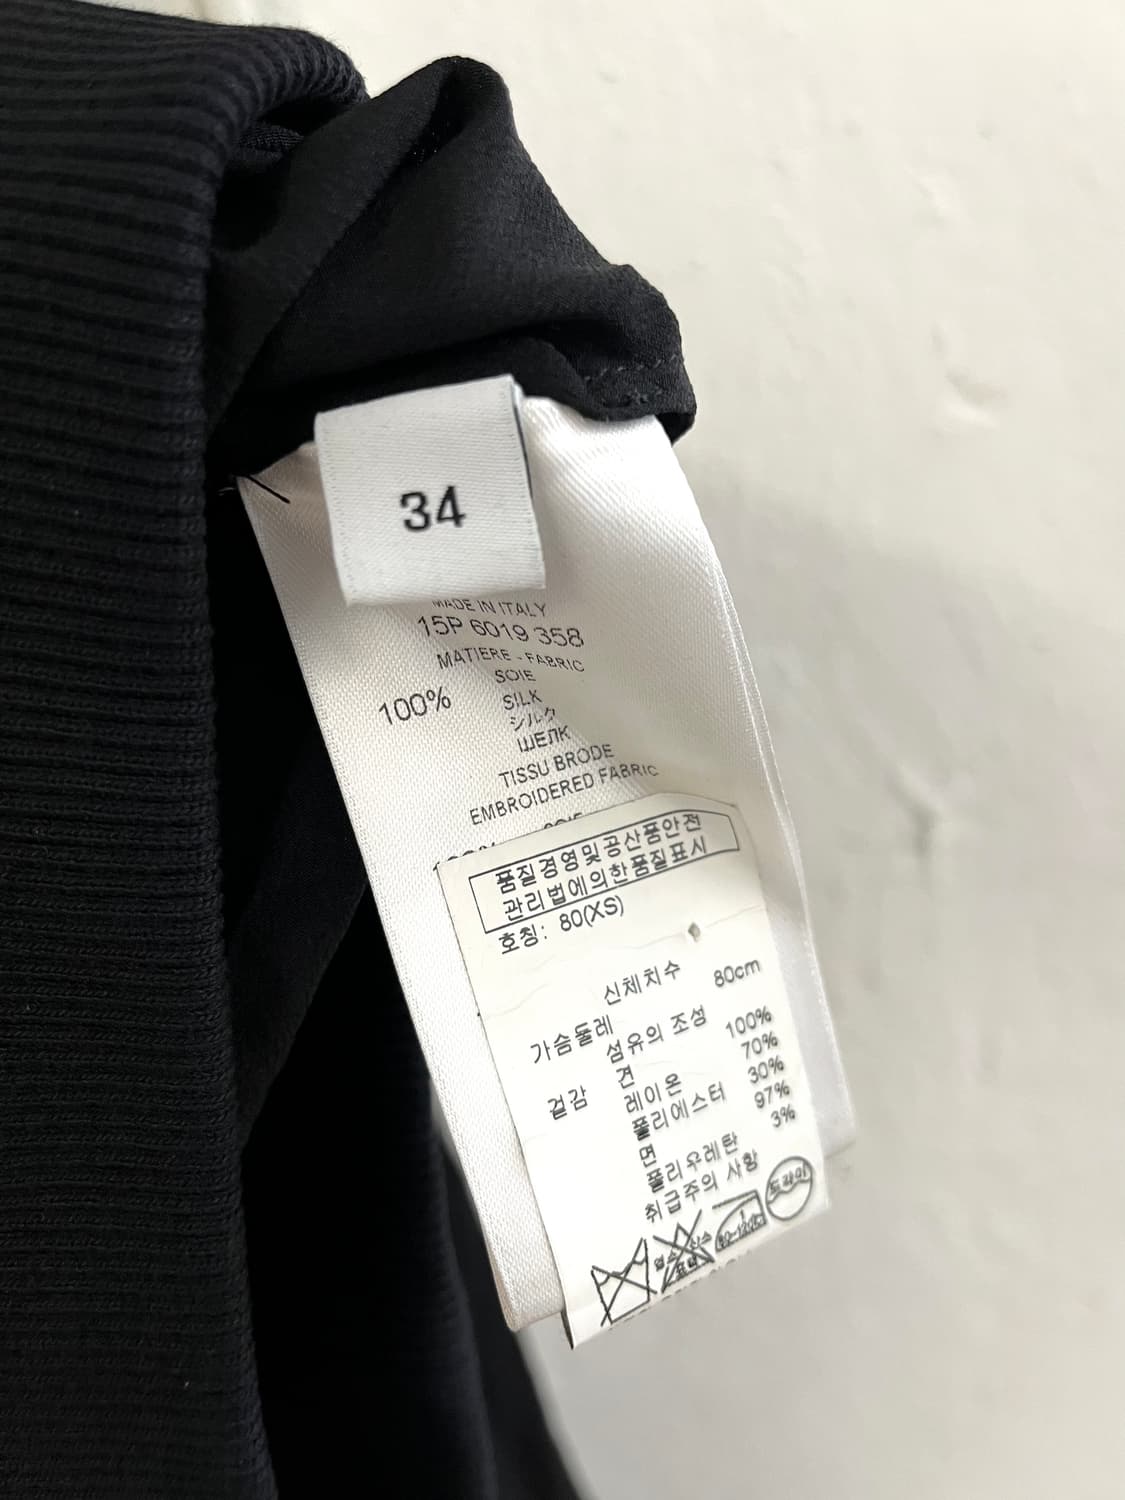 34
MADE IN ITALY
15P 6019 358
MATIERE - FABRIC
SOIE
100% SILK
シルク
ШЕЛК
TISSU BRODE
EMBROIDERED FABRIC
품질경영및공산품안전
관리법에의한품질표시
호칭: 80(XS)
신체치수
가슴둘레 80cm
섬유의 조성
겉감 견 100%
레이온 70%
폴리에스터 30%
면 97%
폴리우레탄 3%
취급주의 사항
드라이